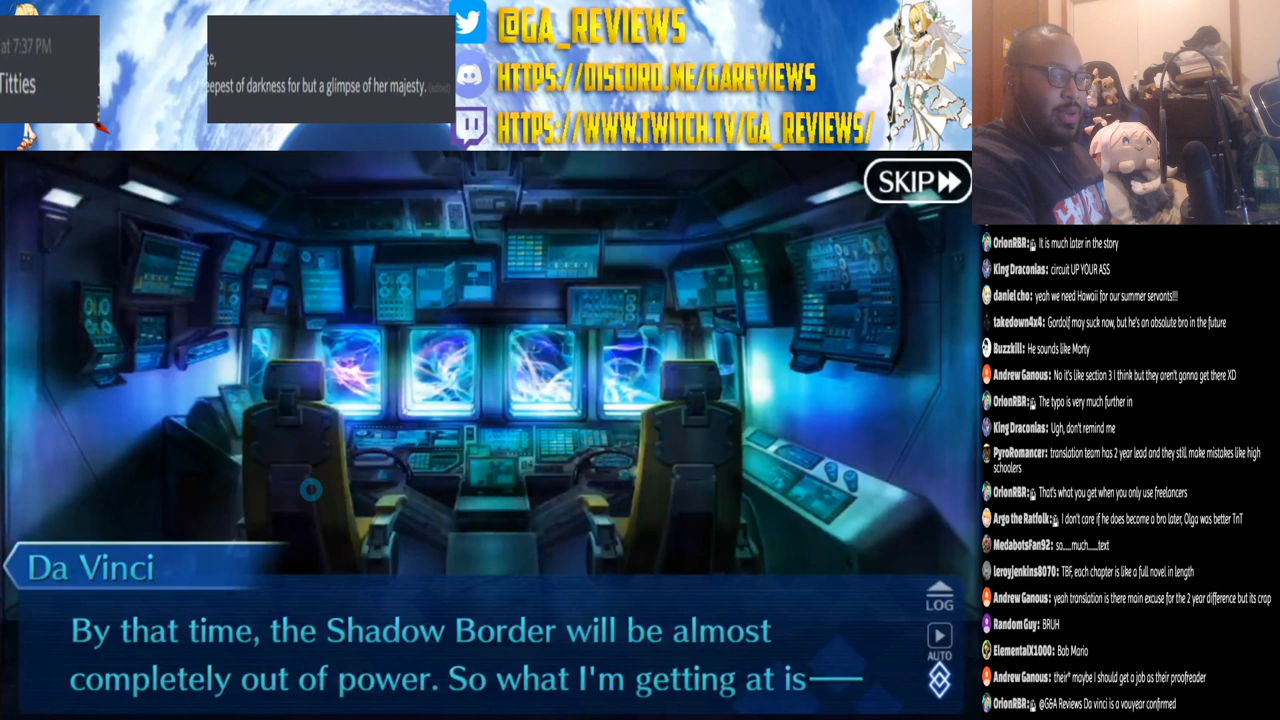 at 7:37 PM
Titties
ce,
eepest of darkness for but a glimpse of her majesty. (edited)
@GA_REVIEWS
HTTPS://DISCORD.ME/GAREVIEWS
HTTPS://WWW.TWITCH.TV/GA_REVIEWS/
SKIP
OrionRBR: It is much later in the story
King Draconias: circuit UP YOUR ASS
daniel cho: yeah we need Hawaii for our summer servants!!!
takedown4x4: Gordolf may suck now, but he's an absolute bro in the future
Buzzkill: He sounds like Morty
Andrew Ganous: No it's like section 3 I think but they aren't gonna get there XD
OrionRBR: The typo is very much further in
King Draconias: Ugh, don't remind me
PyroRomancer: translation team has 2 year lead and they still make mistakes like high
schoolers
OrionRBR: That's what you get when you only use freelancers
Argo the Ratfolk: I don't care if he does become a bro later, Olga was better TnT
MedabotsFan92: so.....much......text
leroyjenkins8070: TBF, each chapter is like a full novel in length
Andrew Ganous: yeah translation is there main excuse for the 2 year difference but its crap
Random Guy: BRUH
ElementalX1000: Bab Mario
Andrew Ganous: their* maybe I should get a job as their proofreader
OrionRBR: @G&A Reviews Da vinci is a vouyear confirmed
Da Vinci
By that time, the Shadow Border will be almost
completely out of power. So what I'm getting at is——
LOG
AUTO